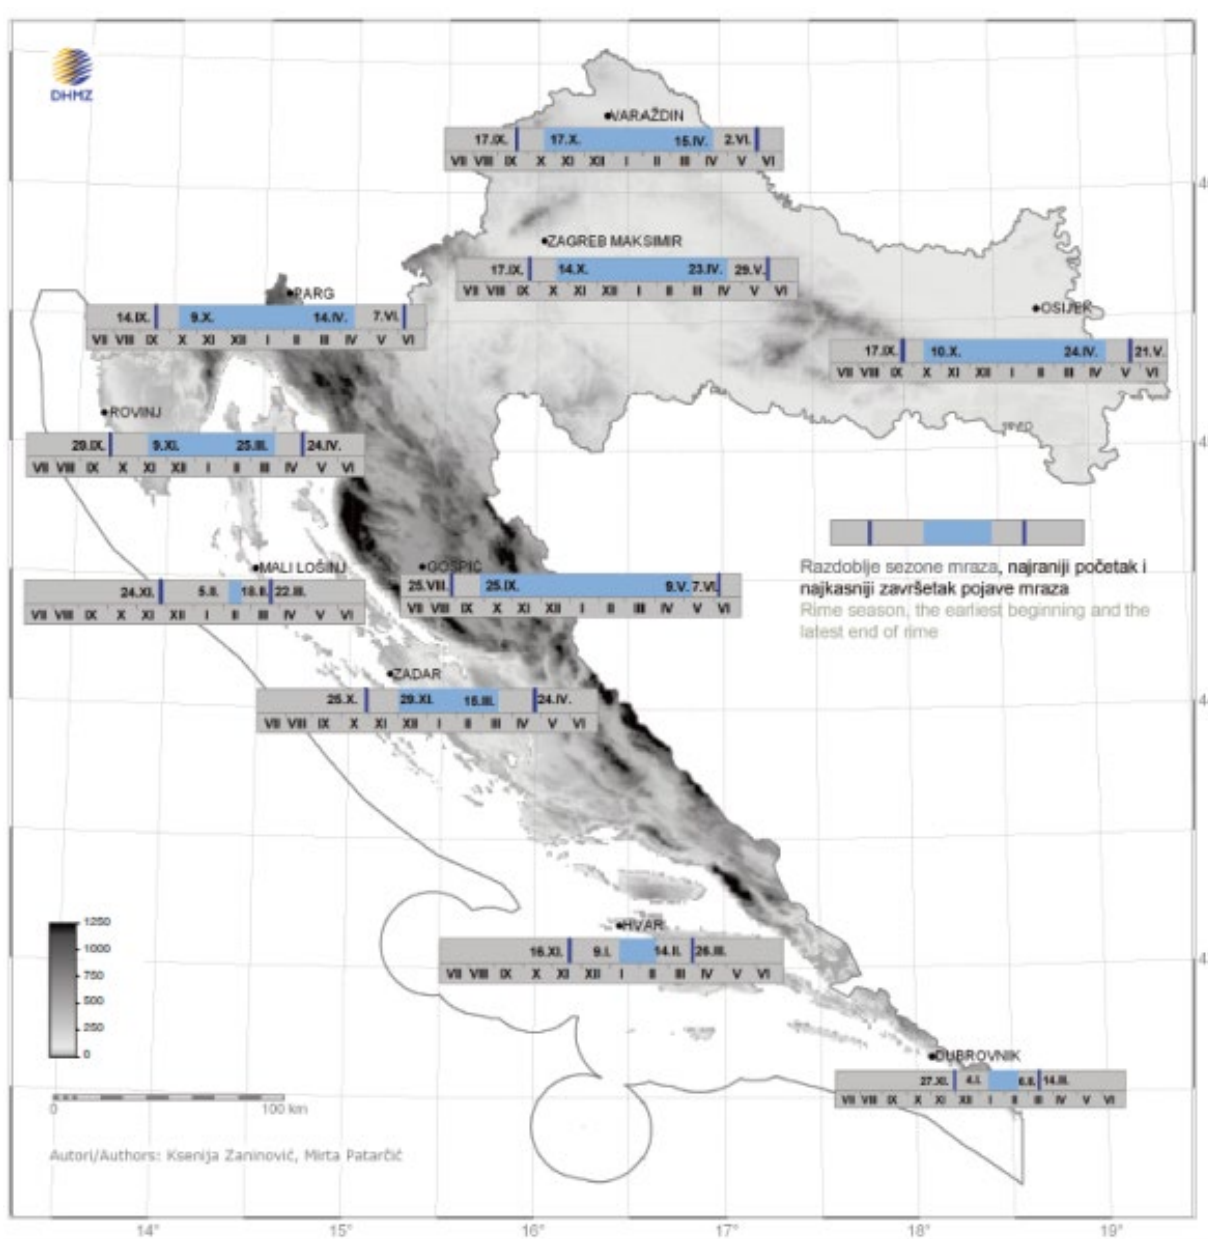 DHMZ
VARAŽDIN
17.IX. 17.X. 15.IV. 2.VI.
VII VIII IX X XI XII I II III IV V VI
ZAGREB MAKSIMIR
17.IX. 14.X. 23.IV. 29.V.
VII VIII IX X XI XII I II III IV V VI
PARG
14.IX. 9.X. 14.IV. 7.VI.
VII VIII IX X XI XII I II III IV V VI
OSIJEK
17.IX. 10.X. 24.IV. 21.V.
VII VIII IX X XI XII I II III IV V VI
ROVINJ
29.IX. 9.XI. 25.III. 24.IV.
VII VIII IX X XI XII I II III IV V VI
Razdoblje sezone mraza, najraniji početak i
najkasniji završetak pojave mraza
Rime season, the earliest beginning and the
latest end of rime
MALI LOŠINJ
24.XI. 5.II. 18.II. 22.III.
VII VIII IX X XI XII I II III IV V VI
GOSPIĆ
25.VIII. 25.IX. 9.V. 7.VI.
VII VIII IX X XI XII I II III IV V VI
ZADAR
25.X. 29.XI. 15.III. 24.IV.
VII VIII IX X XI XII I II III IV V VI
HVAR
16.XI. 9.I. 14.II. 26.III.
VII VIII IX X XI XII I II III IV V VI
DUBROVNIK
27.XI. 4.I. 6.II. 14.III.
VII VIII IX X XI XII I II III IV V VI
1250
1000
750
500
250
0
0 100 km
Autori/Authors: Ksenija Zaninović, Mirta Patarčić
14° 15° 16° 17° 18° 19°